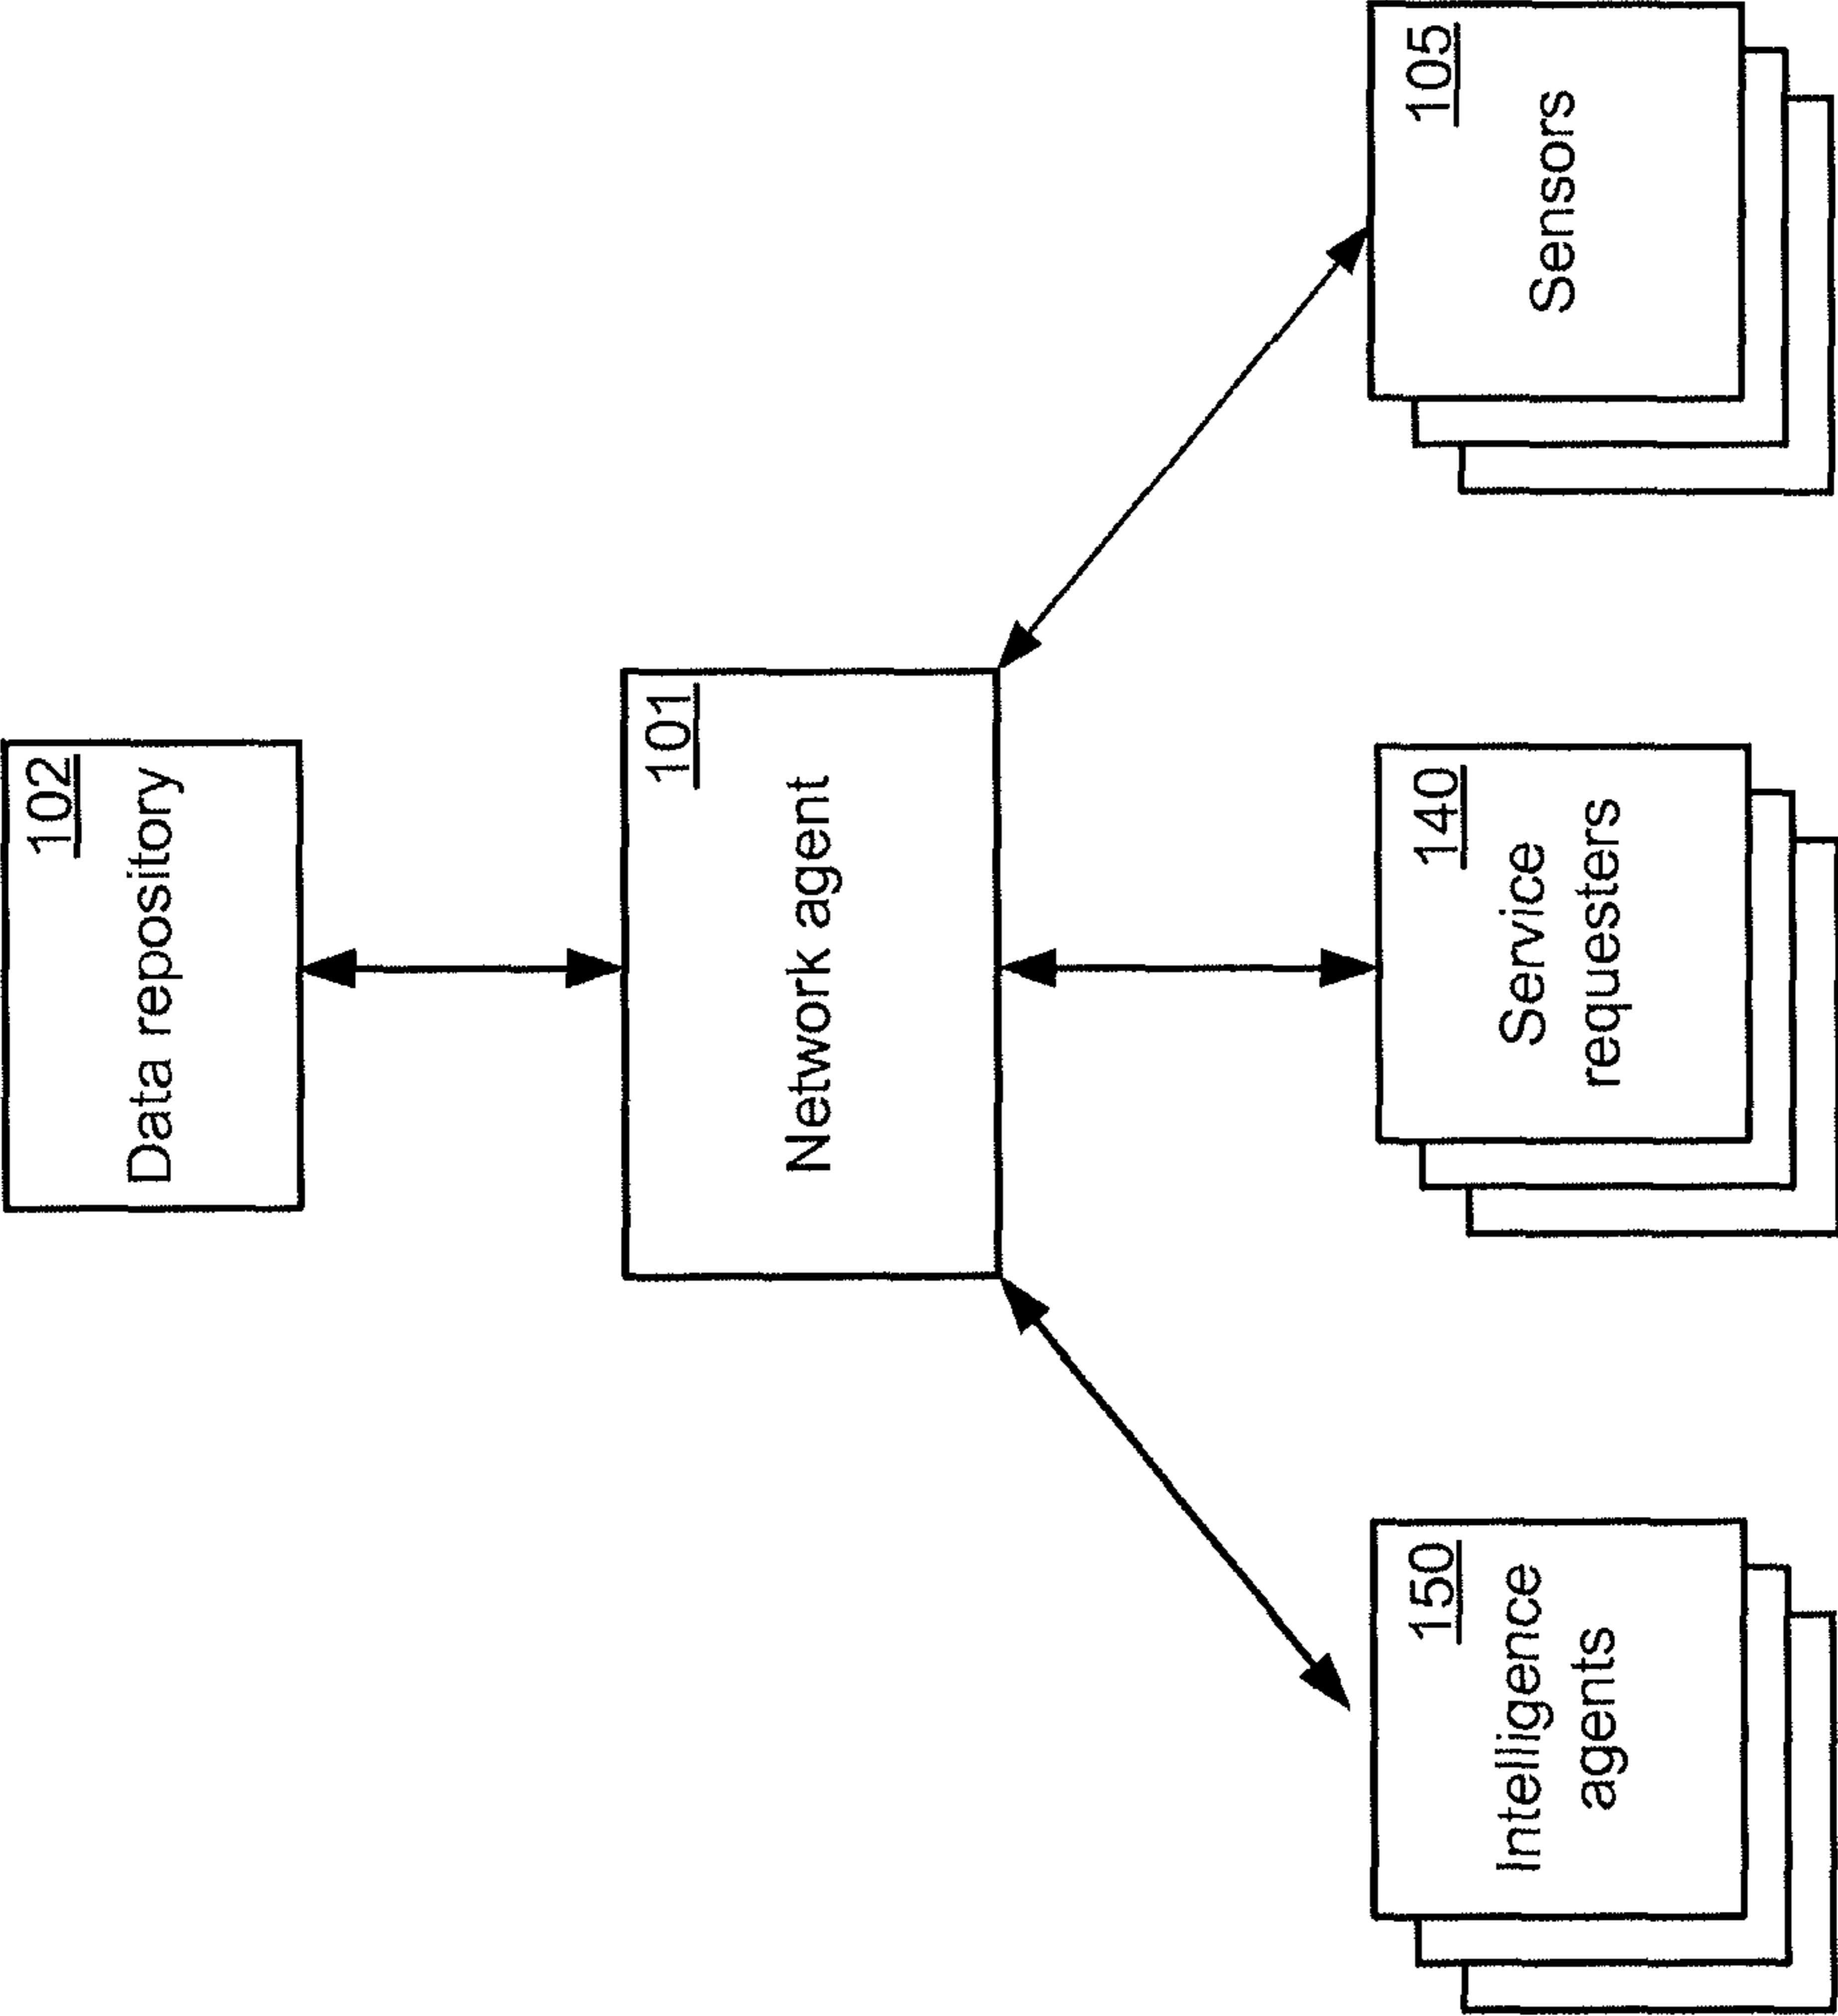 102
Data repository
101
Network agent
150
Intelligence
agents
140
Service
requesters
105
Sensors